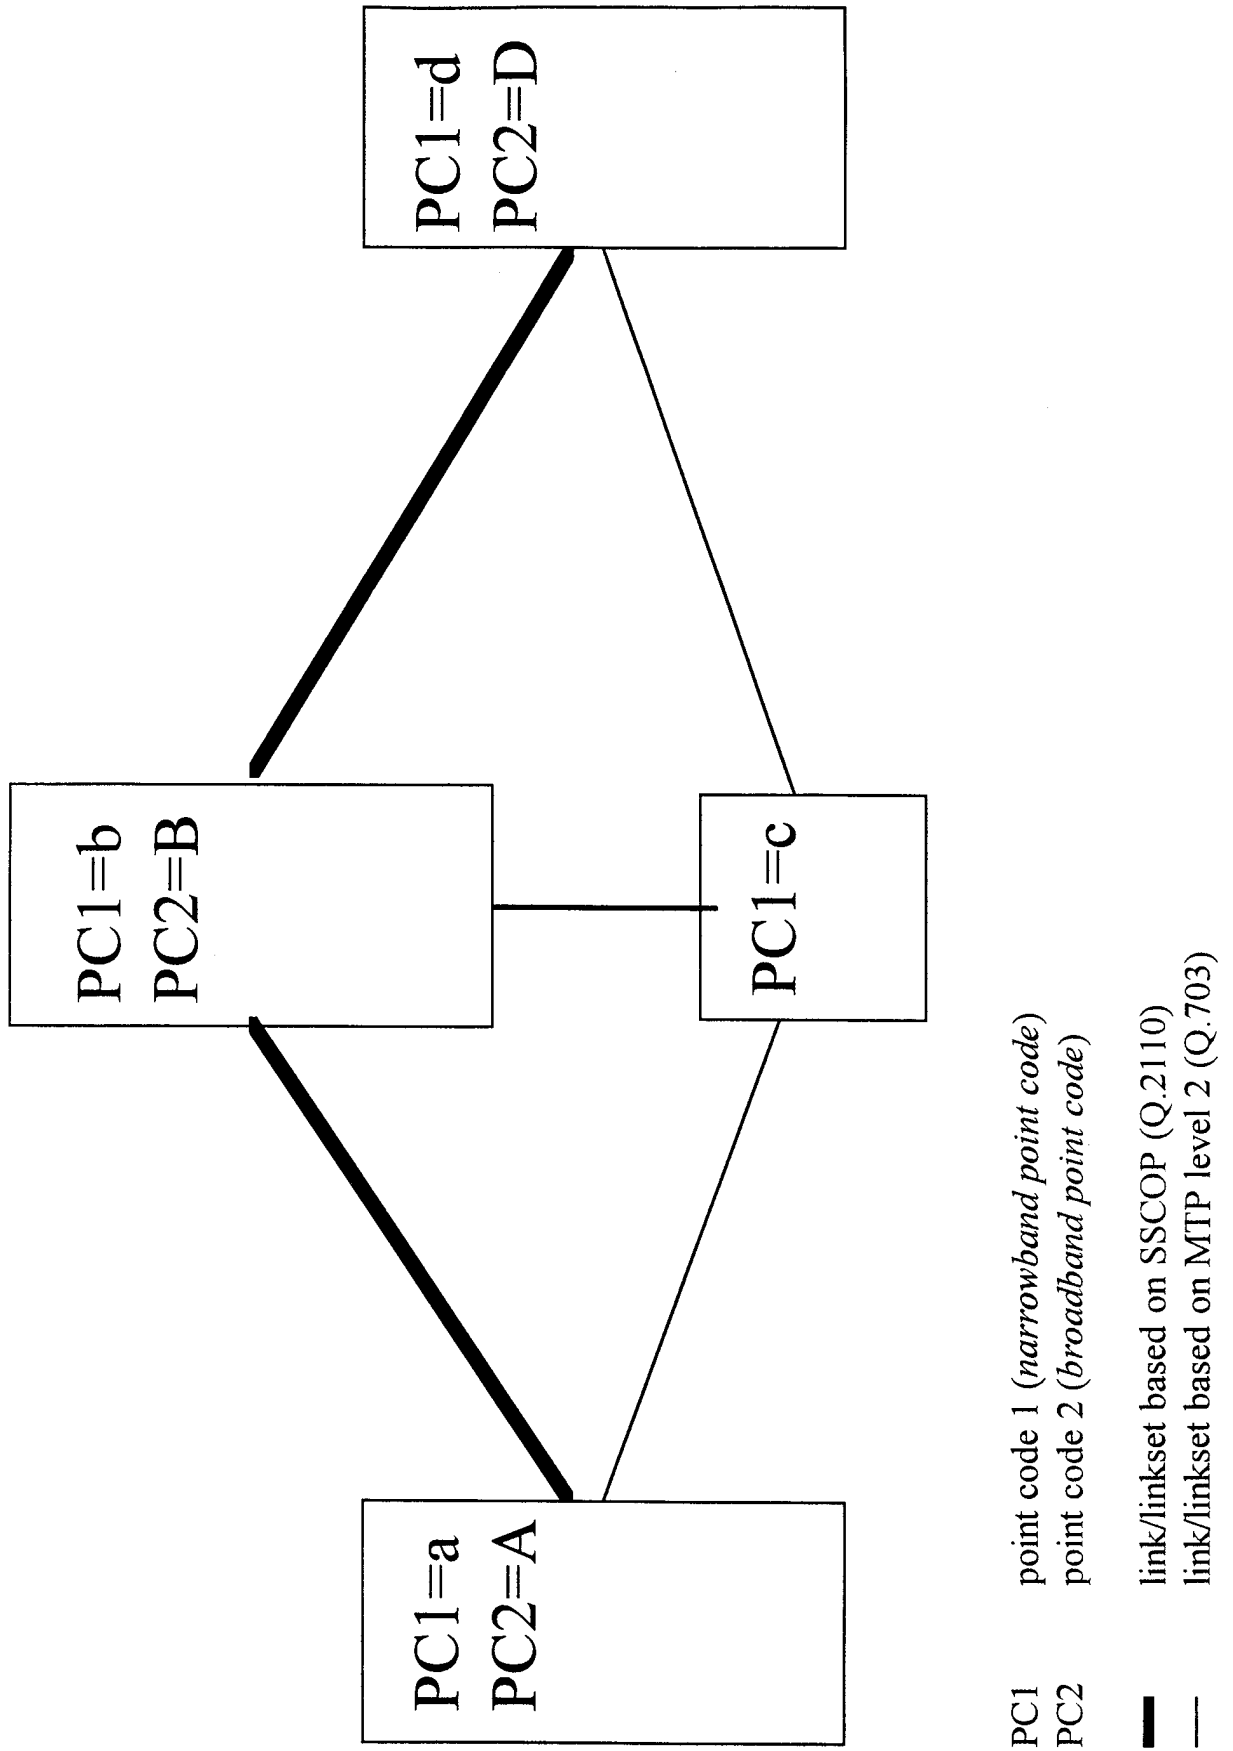 PC1=a
PC2=A
PC1=b
PC2=B
PC1=c
PC1=d
PC2=D
PC1 point code 1 (narrowband point code)
PC2 point code 2 (broadband point code)
link/linkset based on SSCOP (Q.2110)
link/linkset based on MTP level 2 (Q.703)